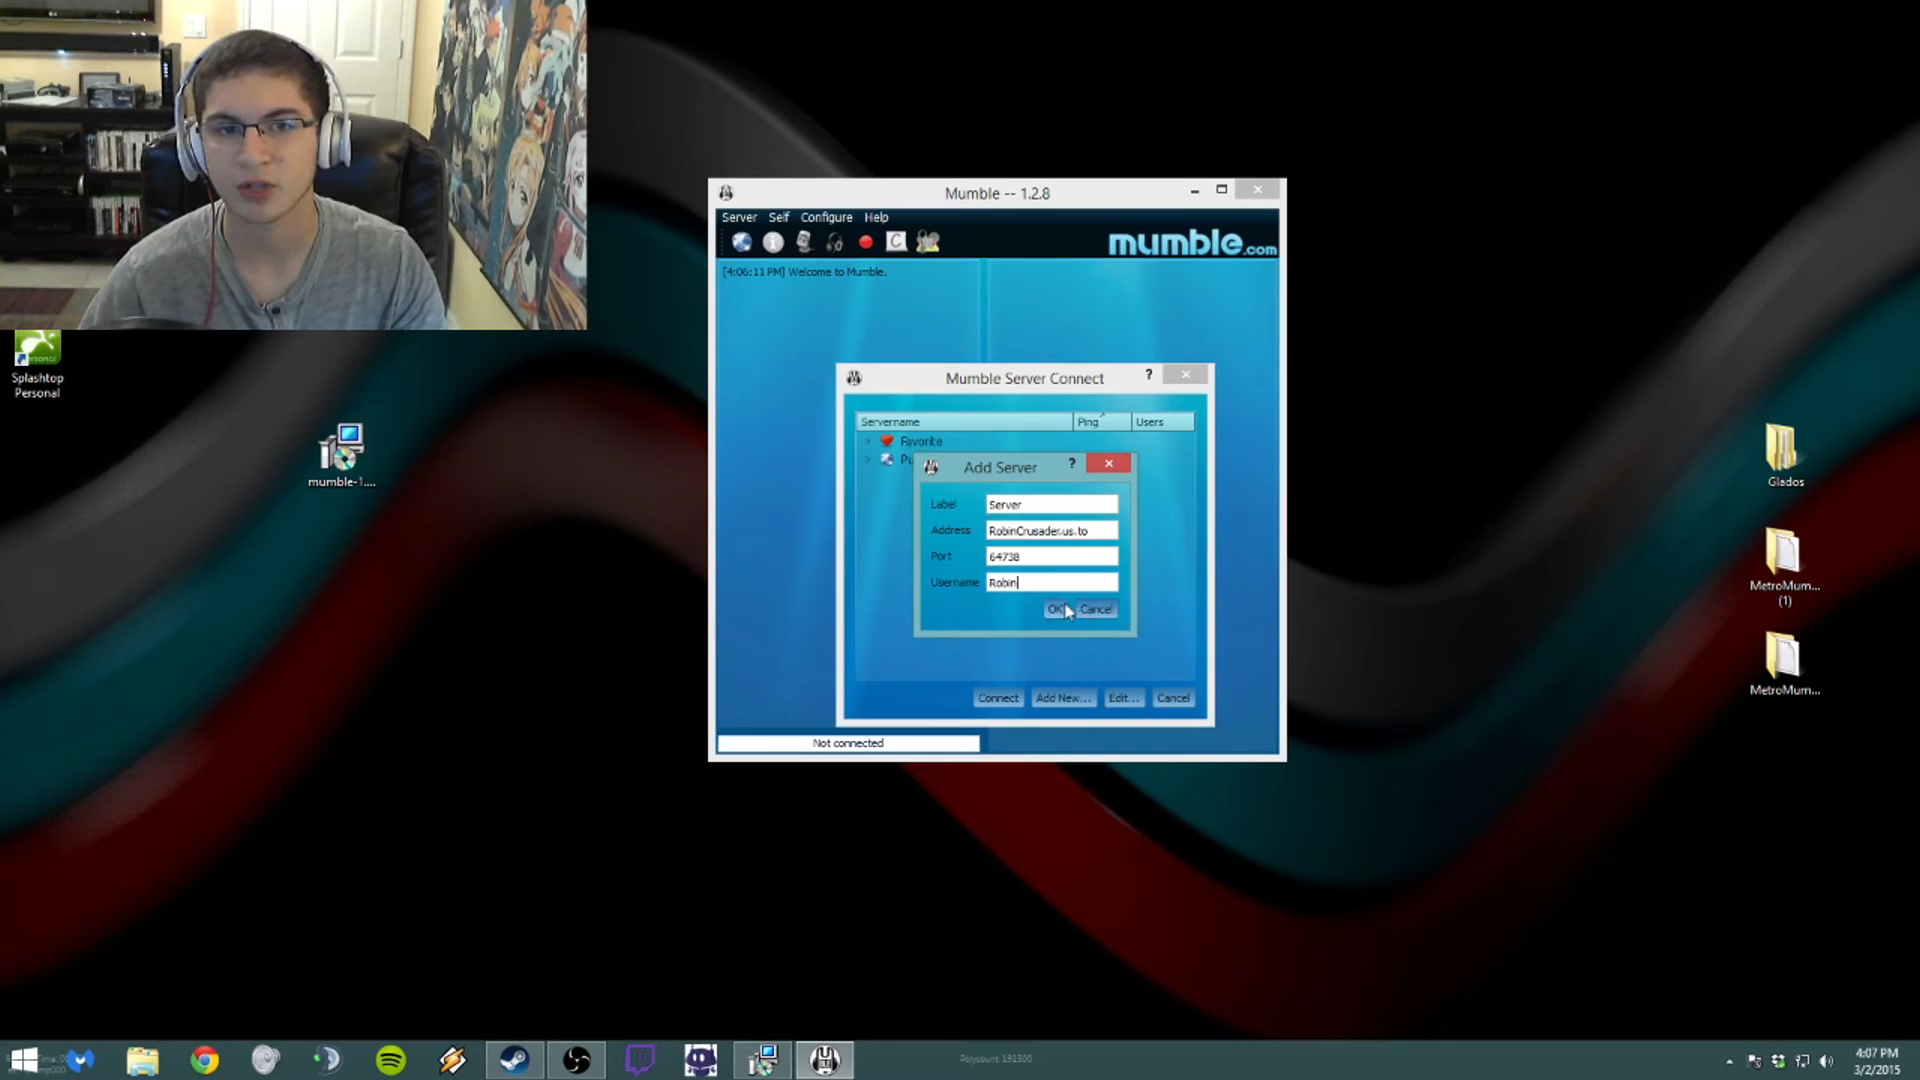 Mumble -- 1.2.8
Server Self Configure Help
C
mumble.com
[4:06:11 PM] Welcome to Mumble.
Splashtop
Personal
mumble-1....
Mumble Server Connect ?
Servername Ping Users
Favorite
Pu
Add Server ?
Label Server
Address RobinCrusader.us.to
Port 64738
Username Robin
OK Cancel
Connect Add New... Edit... Cancel
Not connected
Glados
MetroMum...
(1)
MetroMum...
Polycount: 191500
4:07 PM
3/2/2015